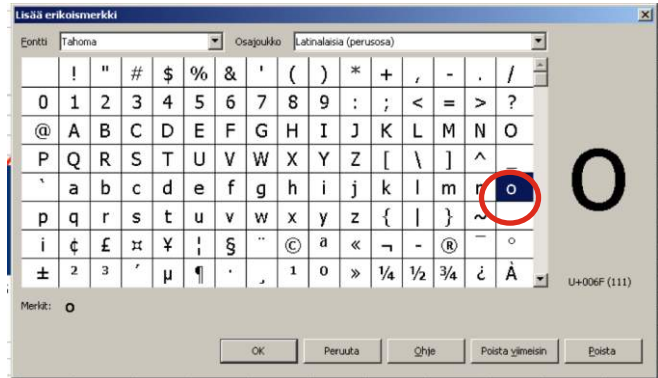 Lisää erikoismerkki
Fontti Tahoma Osajoukko Latinalaisia (perusosa)
! " # $ % & ' ( ) * + , - . /
0 1 2 3 4 5 6 7 8 9 : ; < = > ?
@ A B C D E F G H I J K L M N O
P Q R S T U V W X Y Z [ \ ] ^ _
` a b c d e f g h i j k l m n o
p q r s t u v w x y z { | } ~
¡ ¢ £ ¤ ¥ ¦ § ¨ © ª « ¬ - ® ¯ °
± ² ³ ´ µ ¶ · ¸ ¹ º » ¼ ½ ¾ ¿ À
o
U+006F (111)
Merkit: o
OK Peruuta Ohje Poista viimeisin Poista